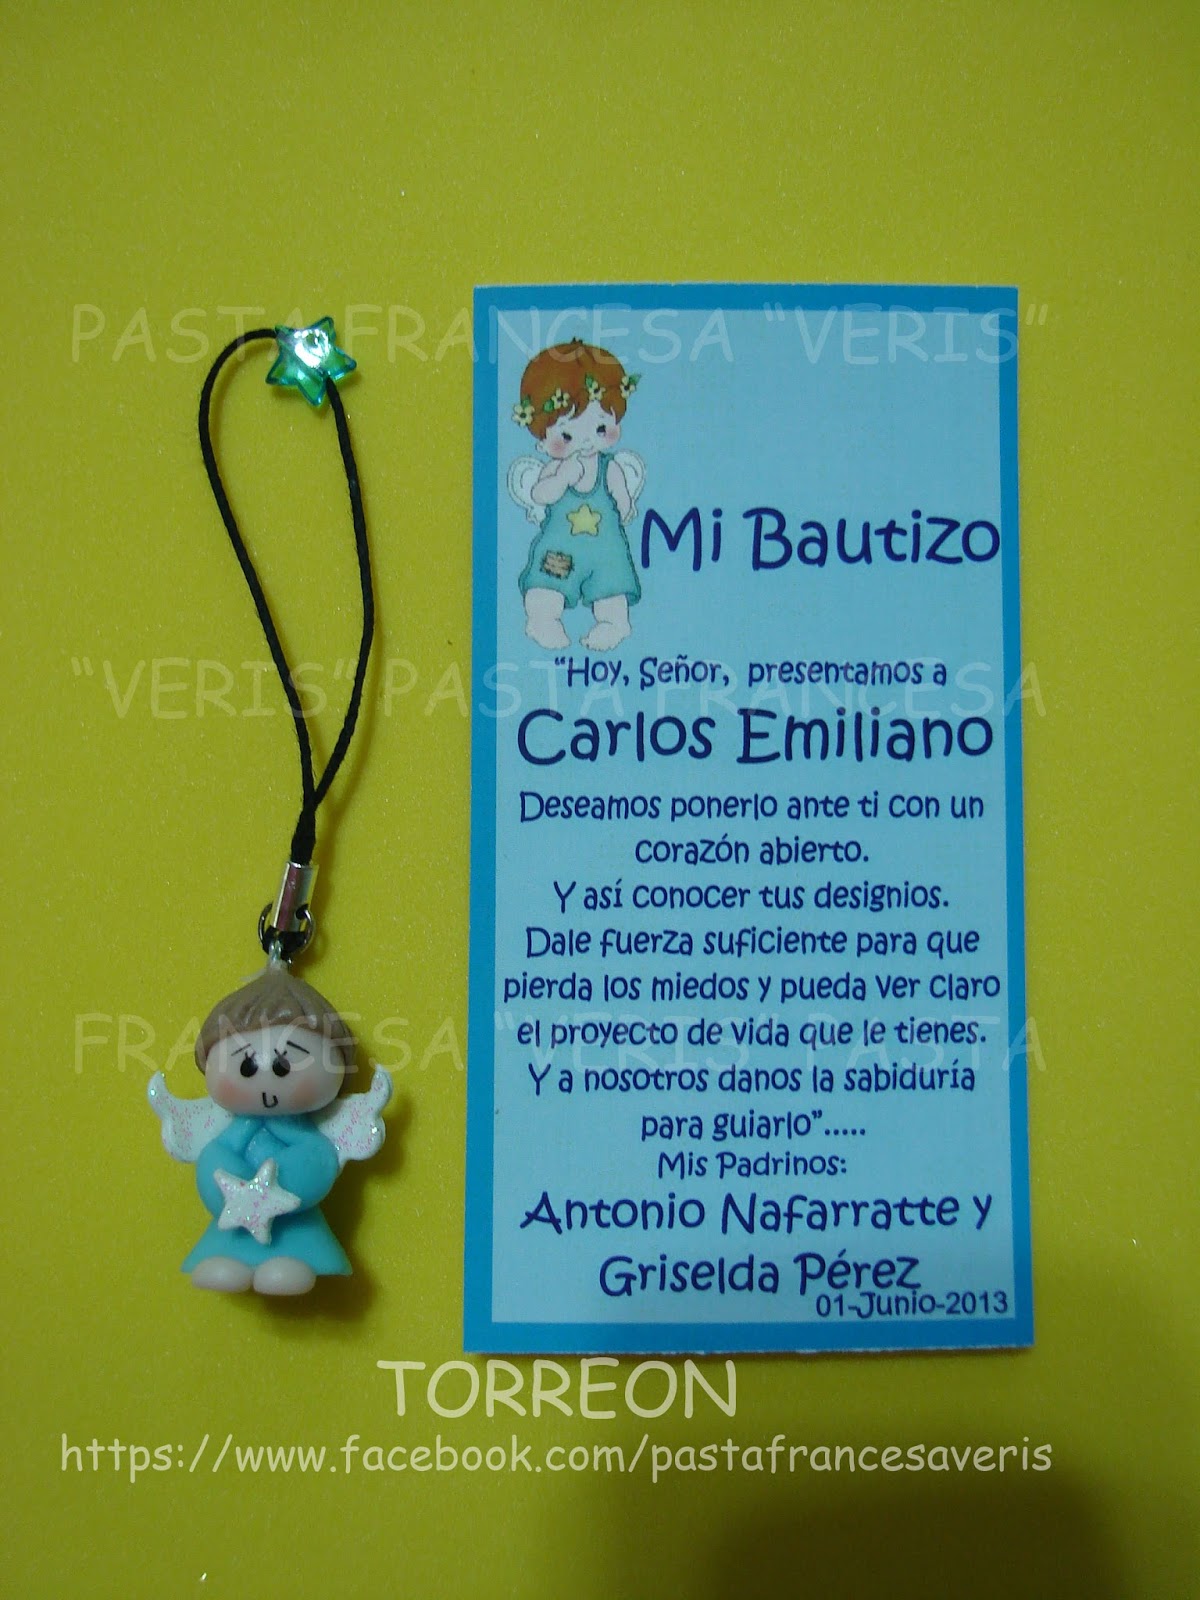 PASTA FRANCESA "VERIS"
Mi Bautizo
"Hoy, Señor, presentamos a
"VERIS" PASTA FRANCESA
Carlos Emiliano
Deseamos ponerlo ante ti con un
corazón abierto.
Y así conocer tus designios.
Dale fuerza suficiente para que
pierda los miedos y pueda ver claro
el proyecto de vida que le tienes.
FRANCESA "VERIS" PASTA
Y a nosotros danos la sabiduría
para guiarlo".....
Mis Padrinos:
Antonio Nafarratte y
Griselda Pérez
01-Junio-2013
TORREON
https://www.facebook.com/pastafrancesaveris